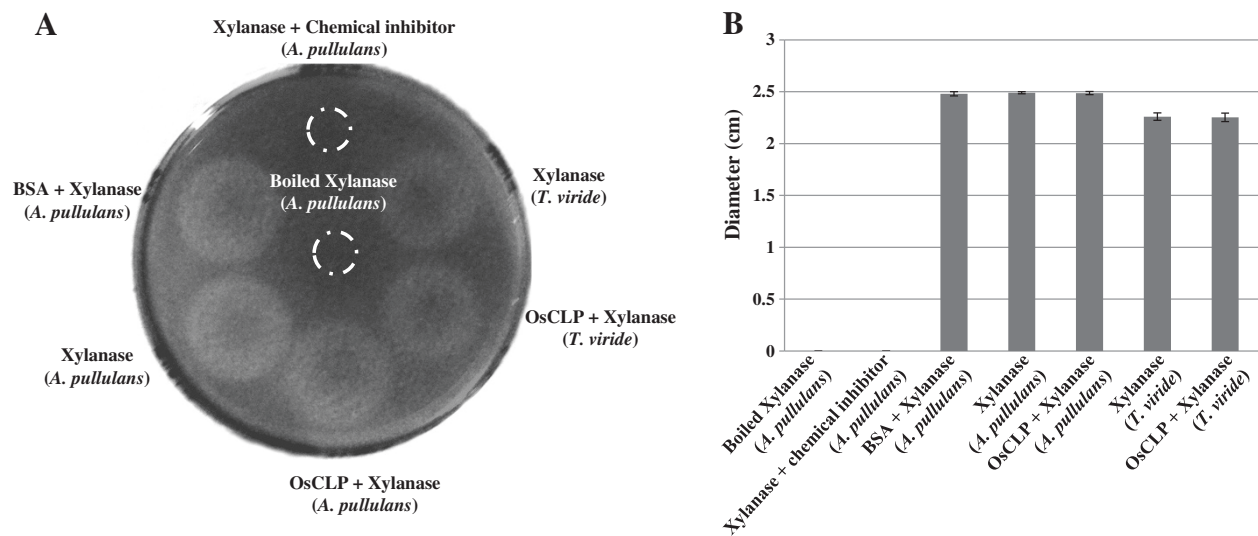 A
Xylanase + Chemical inhibitor
(A. pullulans)
BSA + Xylanase
(A. pullulans)
Boiled Xylanase
(A. pullulans)
Xylanase
(T. viride)
OsCLP + Xylanase
(T. viride)
Xylanase
(A. pullulans)
OsCLP + Xylanase
(A. pullulans)
B
Diameter (cm)
3
2.5
2
1.5
1
0.5
0
Boiled Xylanase
(A. pullulans)
Xylanase + chemical inhibitor
(A. pullulans)
BSA + Xylanase
(A. pullulans)
Xylanase
(A. pullulans)
OsCLP + Xylanase
(A. pullulans)
Xylanase
(T. viride)
OsCLP + Xylanase
(T. viride)